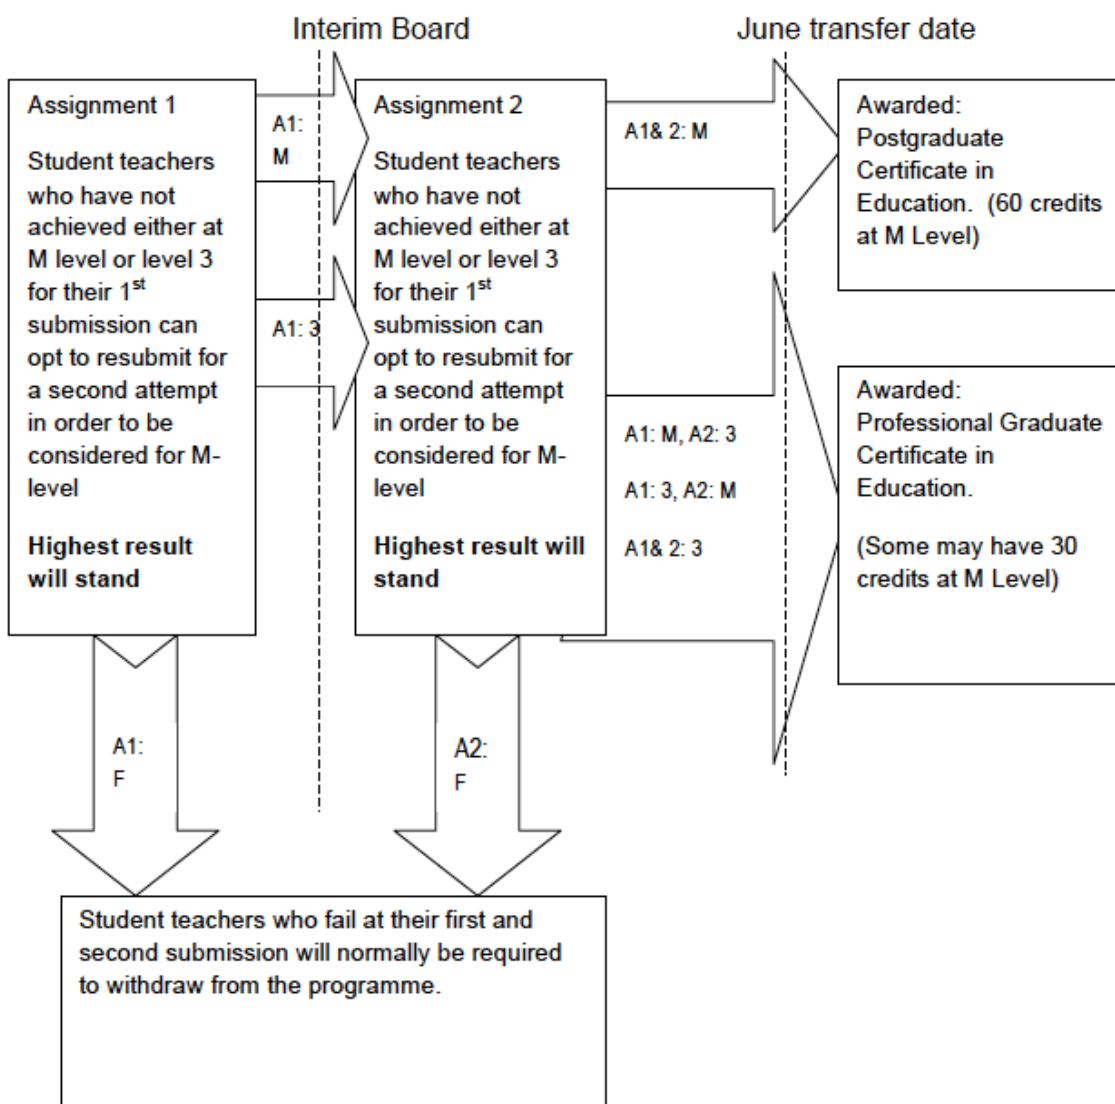 Interim Board
June transfer date
Assignment 1
Student teachers
who have not
achieved either at
M level or level 3
for their 1st
submission can
opt to resubmit for
a second attempt
in order to be
considered for M-
level
Highest result
will stand
A1:
M
A1: 3
Assignment 2
Student teachers
who have not
achieved either at
M level or level 3
for their 1st
submission can
opt to resubmit for
a second attempt
in order to be
considered for M-
level
Highest result will
stand
A1& 2: M
A1: M, A2: 3
A1: 3, A2: M
A1& 2: 3
Awarded:
Postgraduate
Certificate in
Education. (60 credits
at M Level)
Awarded:
Professional Graduate
Certificate in
Education.
(Some may have 30
credits at M Level)
A1:
F
A2:
F
Student teachers who fail at their first and
second submission will normally be required
to withdraw from the programme.